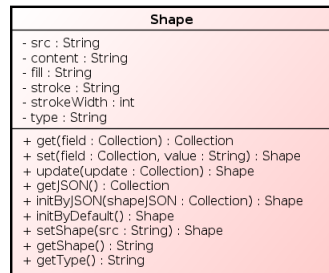 Shape
- src : String
- content : String
- fill : String
- stroke : String
- strokeWidth : int
- type : String
+ get(field : Collection) : Collection
+ set(field : Collection, value : String) : Shape
+ update(update : Collection) : Shape
+ getJSON() : Collection
+ initByJSON(shapeJSON : Collection) : Shape
+ initByDefault() : Shape
+ setShape(src : String) : Shape
+ getShape() : String
+ getType() : String